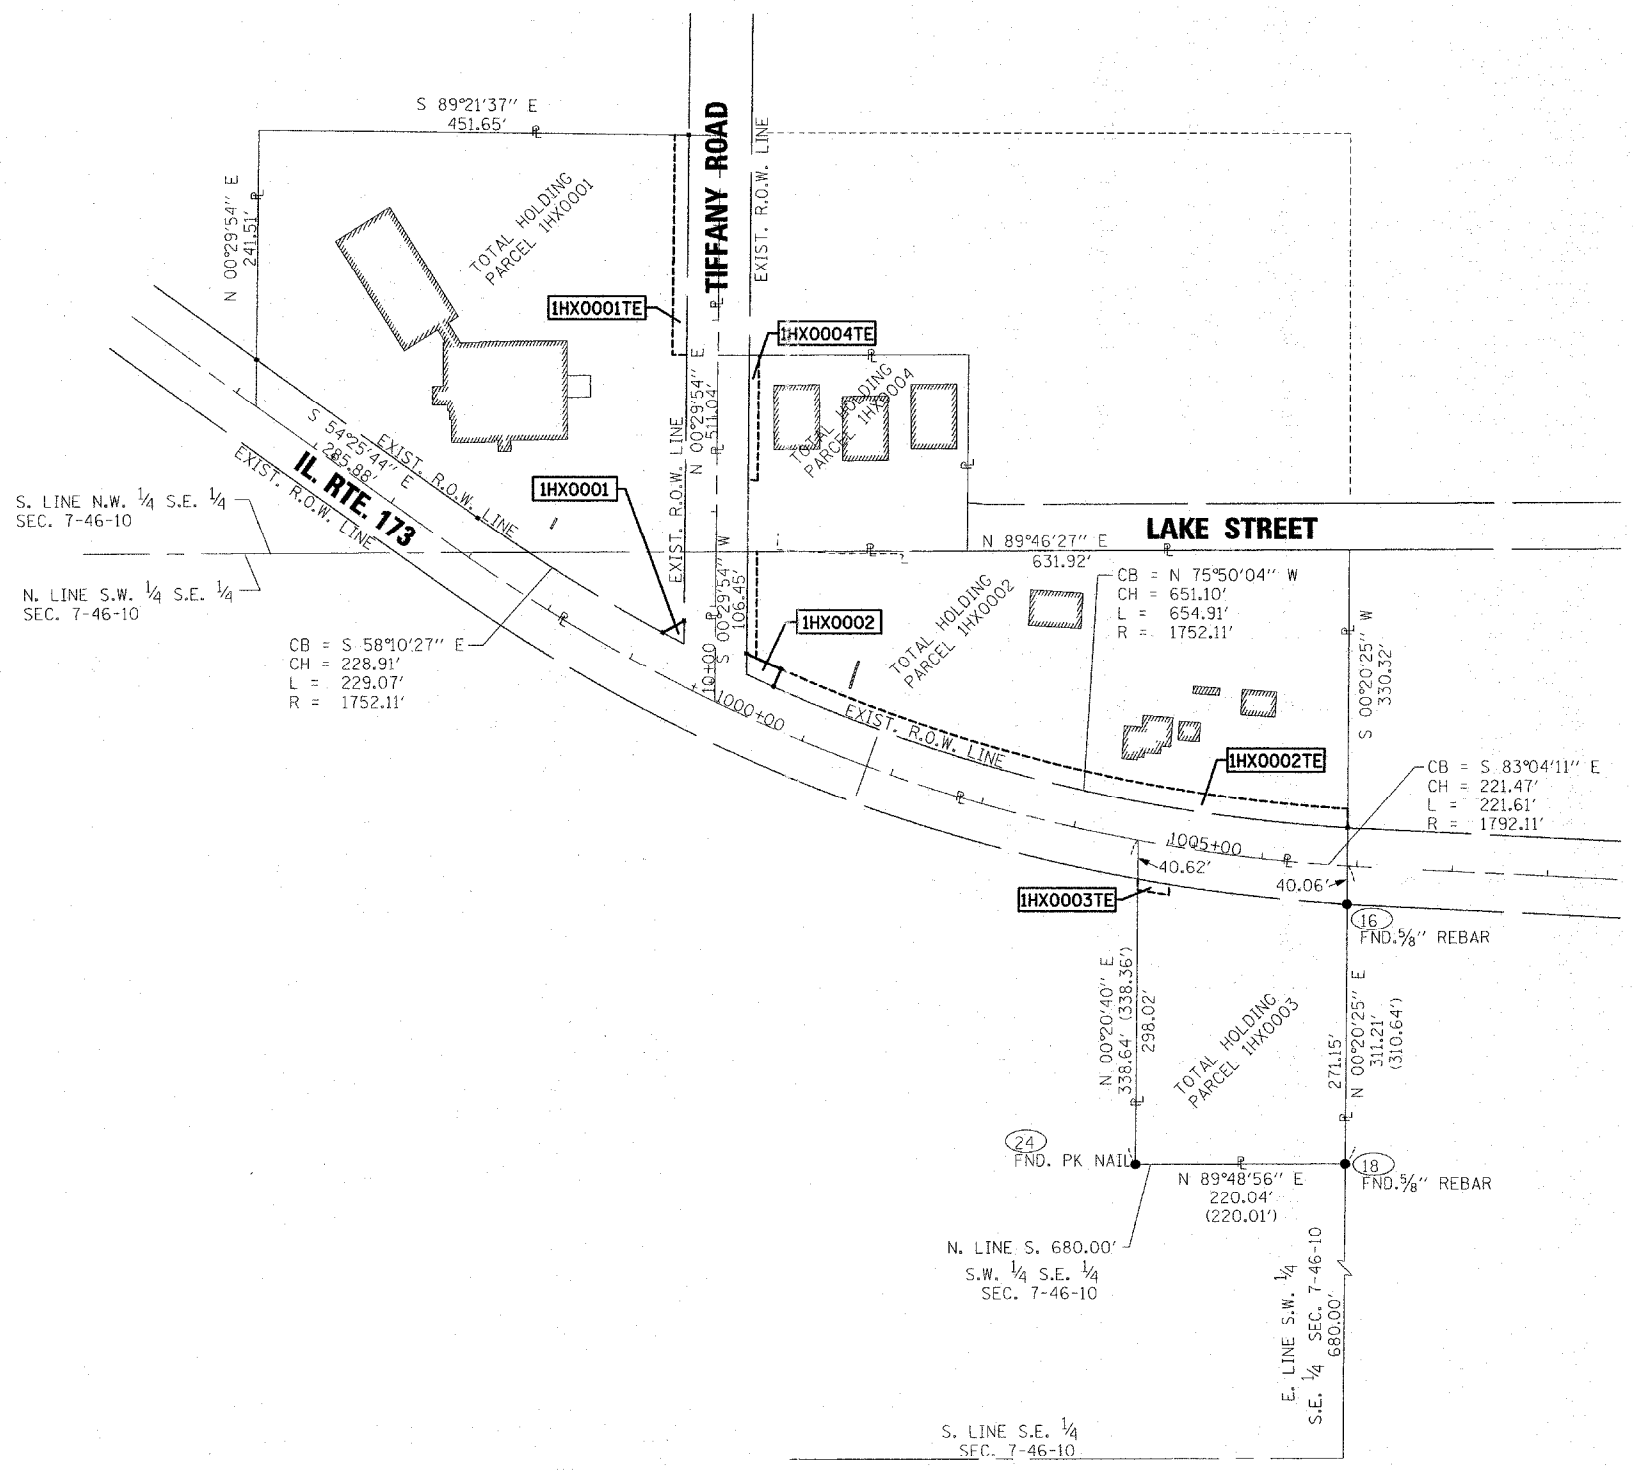 S 89°21'37" E
451.65'
N 00°29'54" E
241.51'
TOTAL HOLDING
PARCEL 1HX0001
TIFFANY ROAD
EXIST. R.O.W. LINE
1HX0001TE
1HX0004TE
N 00°29'54" E
511.04'
TOTAL HOLDING
PARCEL 1HX0004
S 54°25'44" E
285.88'
EXIST. R.O.W. LINE
IL. RTE. 173
EXIST. R.O.W. LINE
1HX0001
EXIST. R.O.W. LINE
S. LINE N.W. 1/4 S.E. 1/4
SEC. 7-46-10
N. LINE S.W. 1/4 S.E. 1/4
SEC. 7-46-10
LAKE STREET
N 89°46'27" E
631.92'
S 00°29'54" W
106.45'
CB = S 58°10'27" E
CH = 228.91'
L = 229.07'
R = 1752.11'
CB = N 75°50'04" W
CH = 651.10'
L = 654.91'
R = 1752.11'
TOTAL HOLDING
PARCEL 1HX0002
1HX0002
S 00°20'25" W
330.32'
10+00
1000+00
EXIST. R.O.W. LINE
1HX0002TE
CB = S 83°04'11" E
CH = 221.47'
L = 221.61'
R = 1792.11'
1005+00
40.62'
40.06'
1HX0003TE
16
FND. 5/8" REBAR
N 00°20'40" E
338.64' (338.36')
298.02'
TOTAL HOLDING
PARCEL 1HX0003
271.15'
N 00°20'25" E
311.21'
(310.64')
24
FND. PK NAIL
18
FND. 5/8" REBAR
N 89°48'56" E
220.04'
(220.01')
N. LINE S. 680.00'
S.W. 1/4 S.E. 1/4
SEC. 7-46-10
E. LINE S.W. 1/4
S.E. 1/4 SEC. 7-46-10
680.00'
S. LINE S.E. 1/4
SEC. 7-46-10